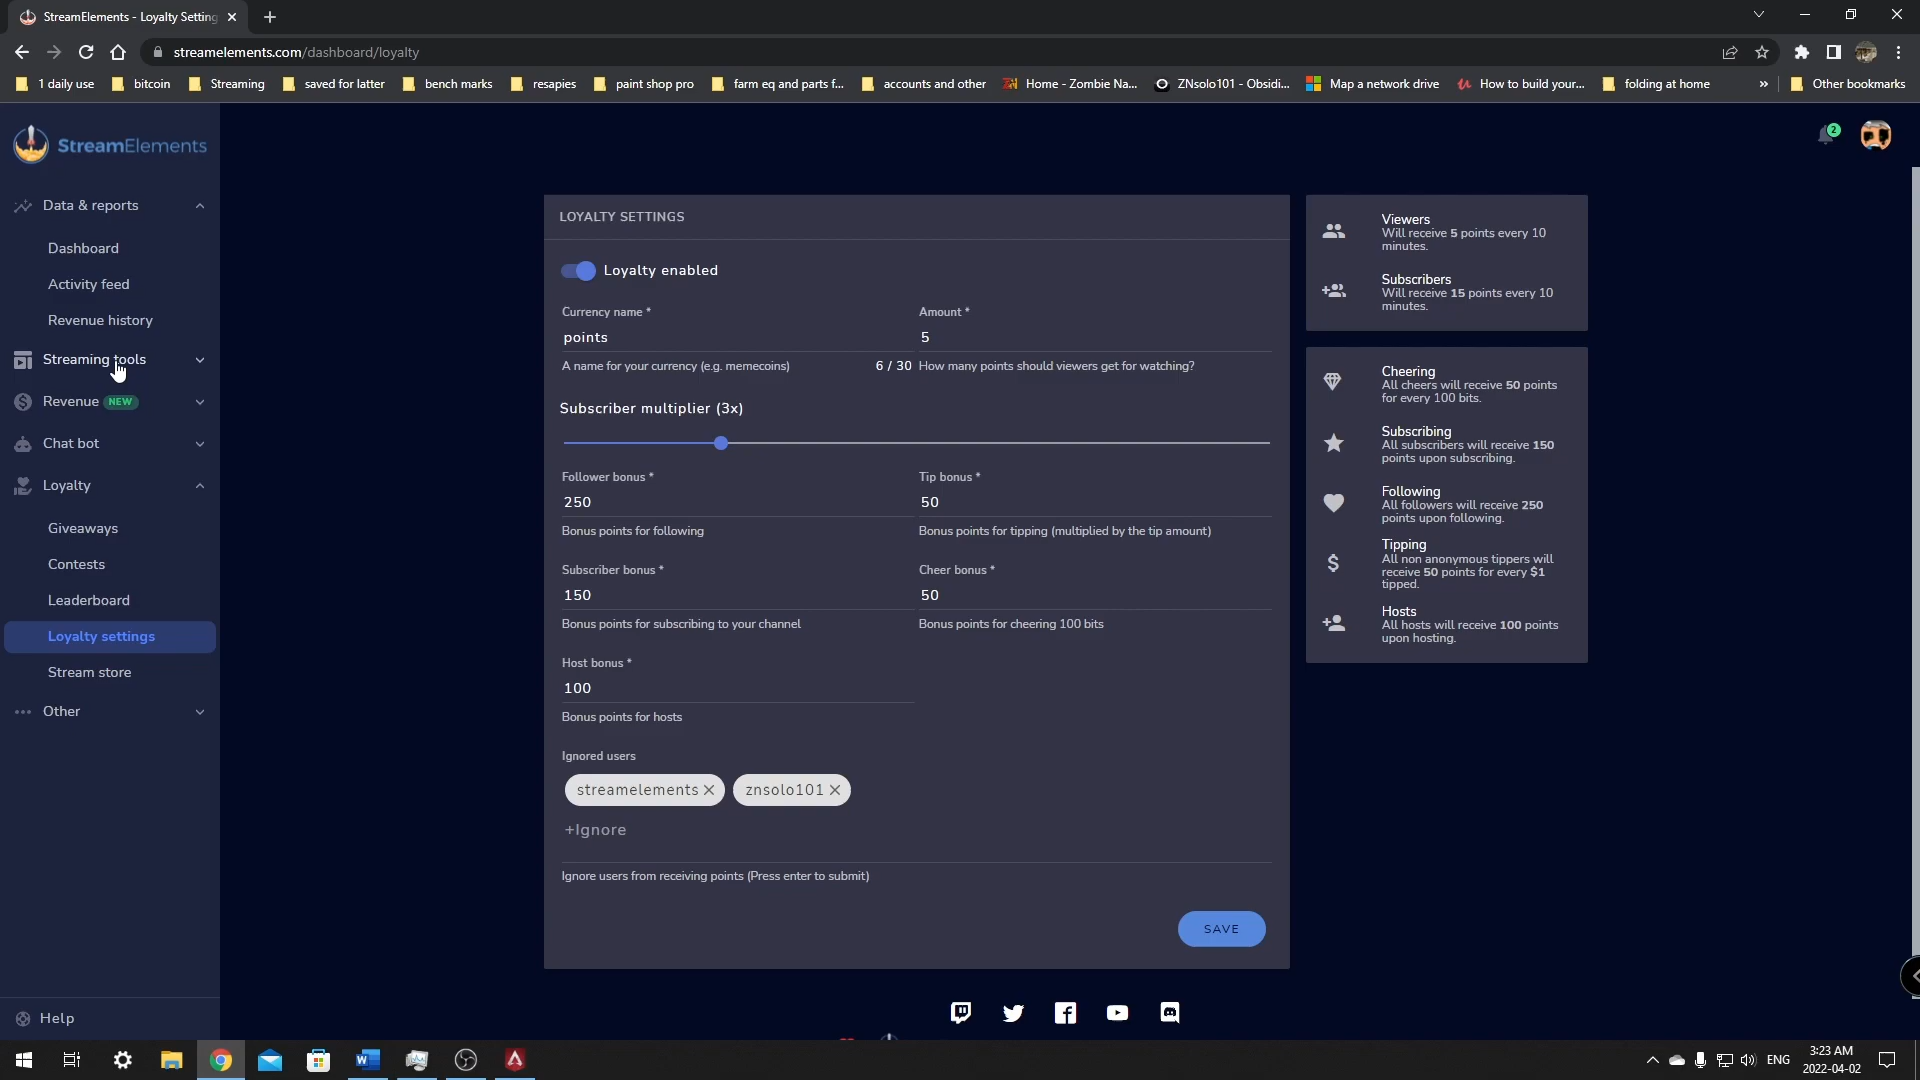 StreamElements - Loyalty Setting
streamelements.com/dashboard/loyalty
1 daily use
bitcoin
Streaming
saved for latter
bench marks
resapies
paint shop pro
farm eq and parts f...
accounts and other
Home - Zombie Na...
ZNsolo101 - Obsidi...
Map a network drive
How to build your...
folding at home
»
Other bookmarks
StreamElements
2
Data & reports
Dashboard
Activity feed
Revenue history
Streaming tools
Revenue NEW
Chat bot
Loyalty
Giveaways
Contests
Leaderboard
Loyalty settings
Stream store
Other
Help
LOYALTY SETTINGS
Loyalty enabled
Currency name *
points
A name for your currency (e.g. memecoins)
6 / 30
Amount *
5
How many points should viewers get for watching?
Subscriber multiplier (3x)
Follower bonus *
250
Bonus points for following
Tip bonus *
50
Bonus points for tipping (multiplied by the tip amount)
Subscriber bonus *
150
Bonus points for subscribing to your channel
Cheer bonus *
50
Bonus points for cheering 100 bits
Host bonus *
100
Bonus points for hosts
Ignored users
streamelements
znsolo101
+Ignore
Ignore users from receiving points (Press enter to submit)
SAVE
Viewers
Will receive 5 points every 10
minutes.
Subscribers
Will receive 15 points every 10
minutes.
Cheering
All cheers will receive 50 points
for every 100 bits.
Subscribing
All subscribers will receive 150
points upon subscribing.
Following
All followers will receive 250
points upon following.
Tipping
All non anonymous tippers will
receive 50 points for every $1
tipped.
Hosts
All hosts will receive 100 points
upon hosting.
ENG
3:23 AM
2022-04-02